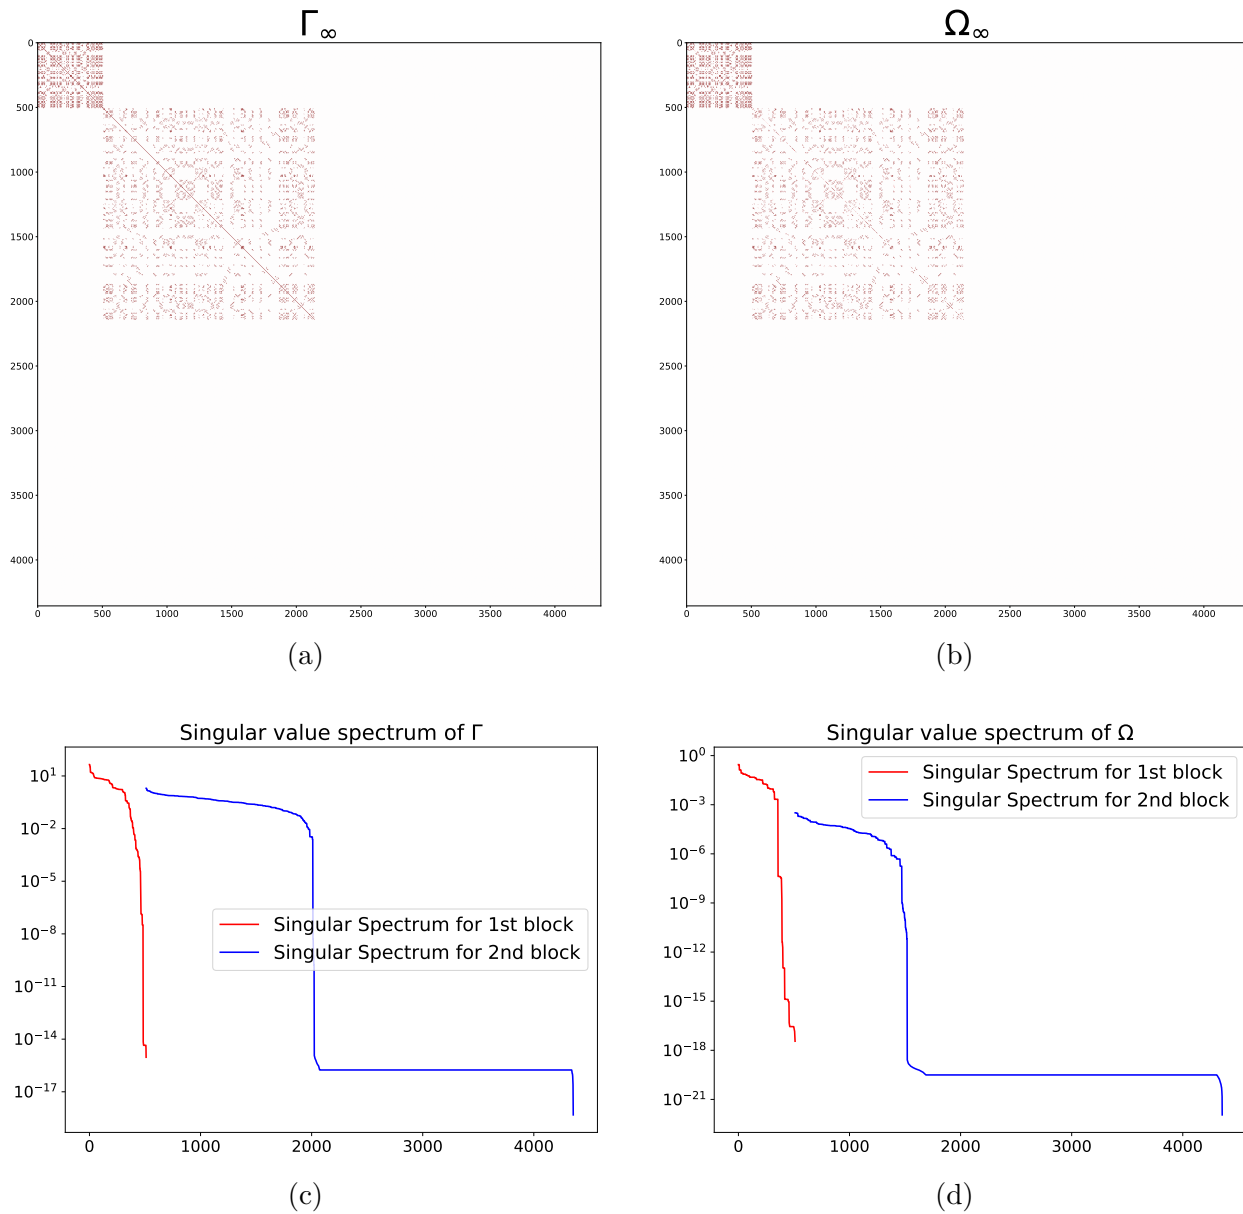 Γ∞
Ω∞
0
500
1000
1500
2000
2500
3000
3500
4000
0 500 1000 1500 2000 2500 3000 3500 4000
0
500
1000
1500
2000
2500
3000
3500
4000
0 500 1000 1500 2000 2500 3000 3500 4000
(a)
(b)
Singular value spectrum of Γ
10¹
10⁻²
10⁻⁵
10⁻⁸
10⁻¹¹
10⁻¹⁴
10⁻¹⁷
Singular Spectrum for 1st block
Singular Spectrum for 2nd block
0 1000 2000 3000 4000
Singular value spectrum of Ω
10⁰
10⁻³
10⁻⁶
10⁻⁹
10⁻¹²
10⁻¹⁵
10⁻¹⁸
10⁻²¹
Singular Spectrum for 1st block
Singular Spectrum for 2nd block
0 1000 2000 3000 4000
(c)
(d)